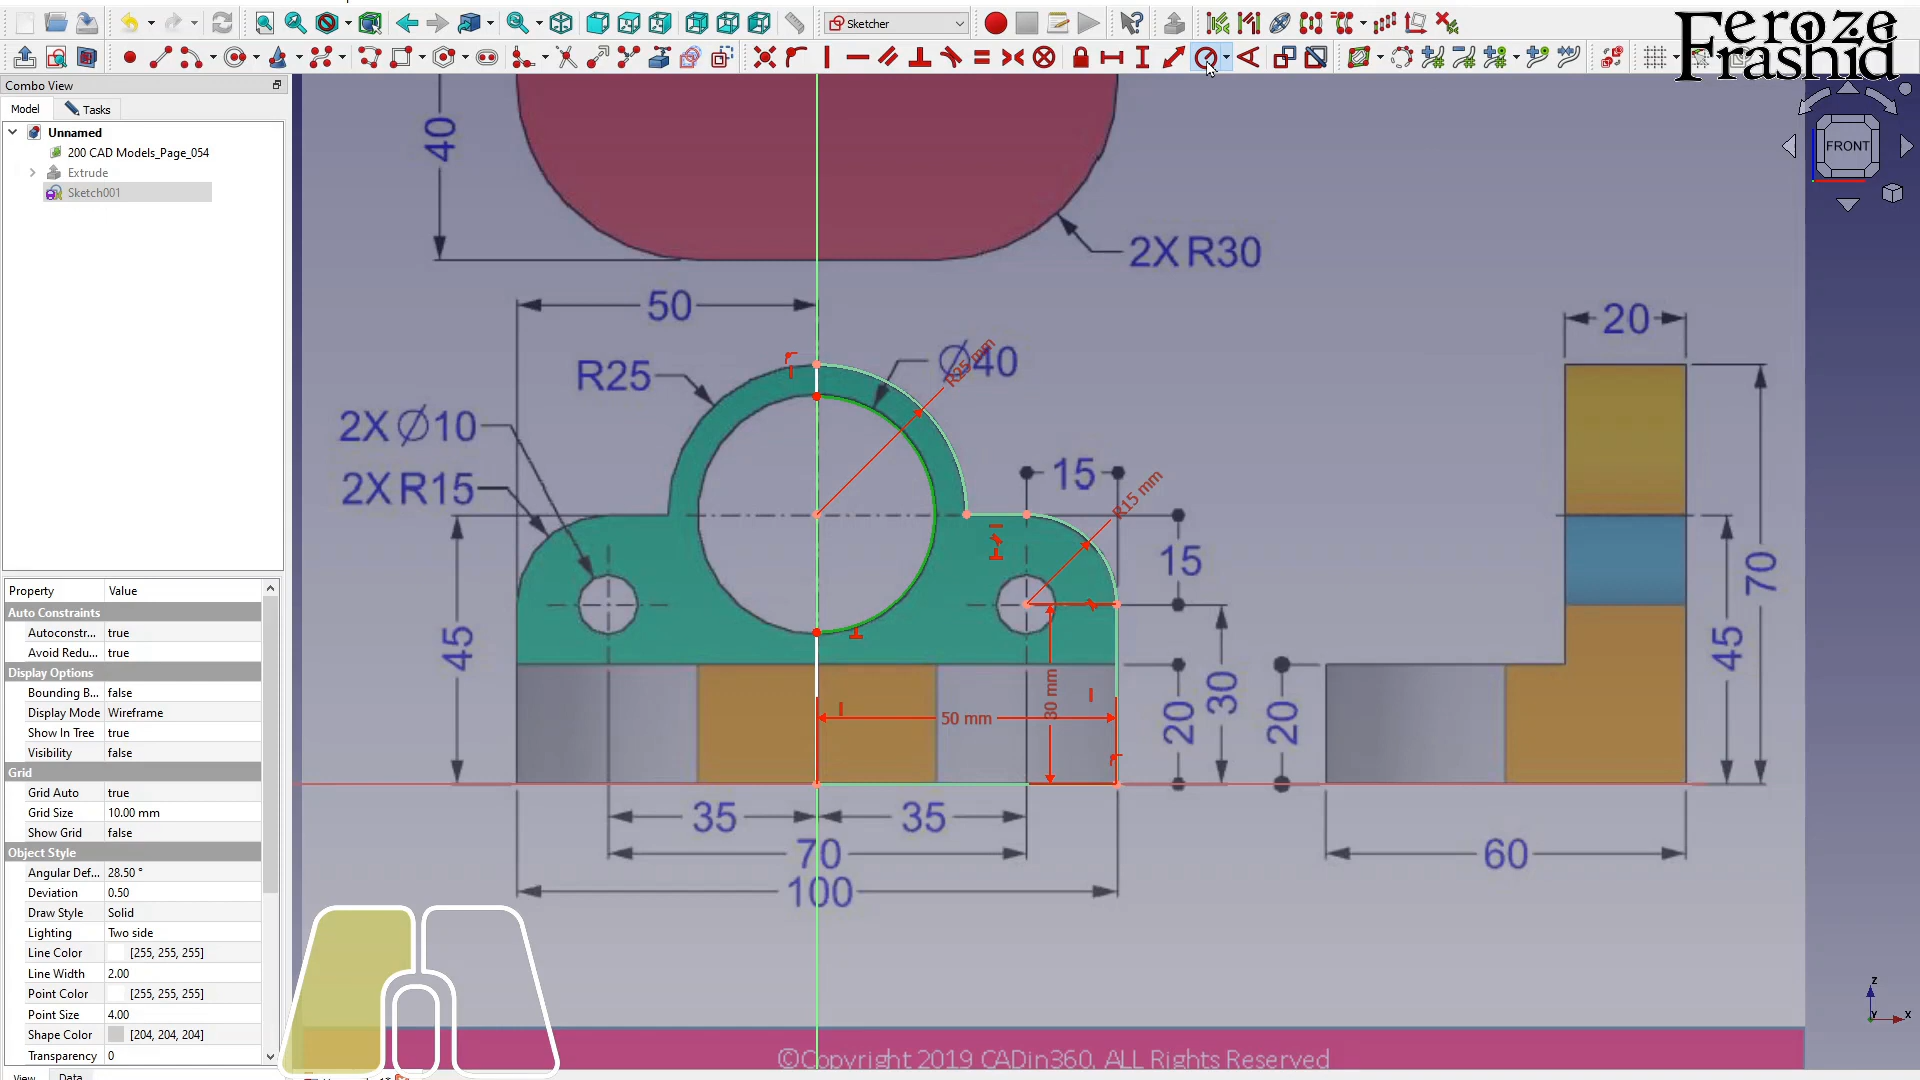 Sketcher
Feroze
Frashid
Combo View
Model
Tasks
Unnamed
200 CAD Models_Page_054
Extrude
Sketch001
Property
Value
Auto Constraints
Autoconstr...
true
Avoid Redu...
true
Display Options
Bounding B...
false
Display Mode
Wireframe
Show In Tree
true
Visibility
false
Grid
Grid Auto
true
Grid Size
10.00 mm
Show Grid
false
Object Style
Angular Def...
28.50 °
Deviation
0.50
Draw Style
Solid
Lighting
Two side
Line Color
[255, 255, 255]
Line Width
2.00
Point Color
[255, 255, 255]
Point Size
4.00
Shape Color
[204, 204, 204]
Transparency
0
View
Data
FRONT
40
2X R30
50
R25
Ø40
R25 mm
2X Ø10
2X R15
15
R15 mm
15
45
30 mm
50 mm
20
30
20
35
35
70
100
20
70
45
60
Z
Y
X
©Copyright 2019 CADin360. ALL Rights Reserved